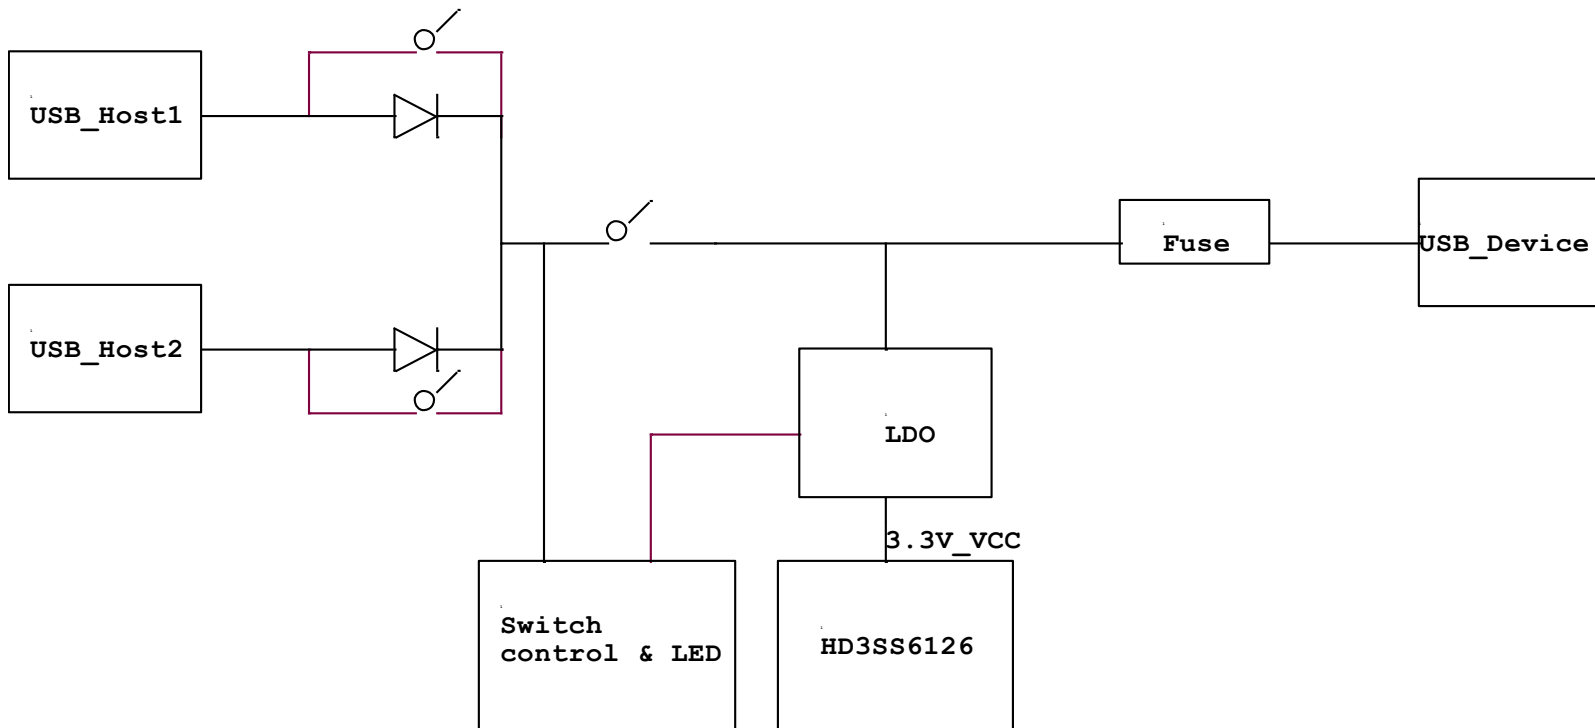 USB_Host1
USB_Host2
Fuse
USB_Device
LDO
3.3V_VCC
Switch
control & LED
HD3SS6126